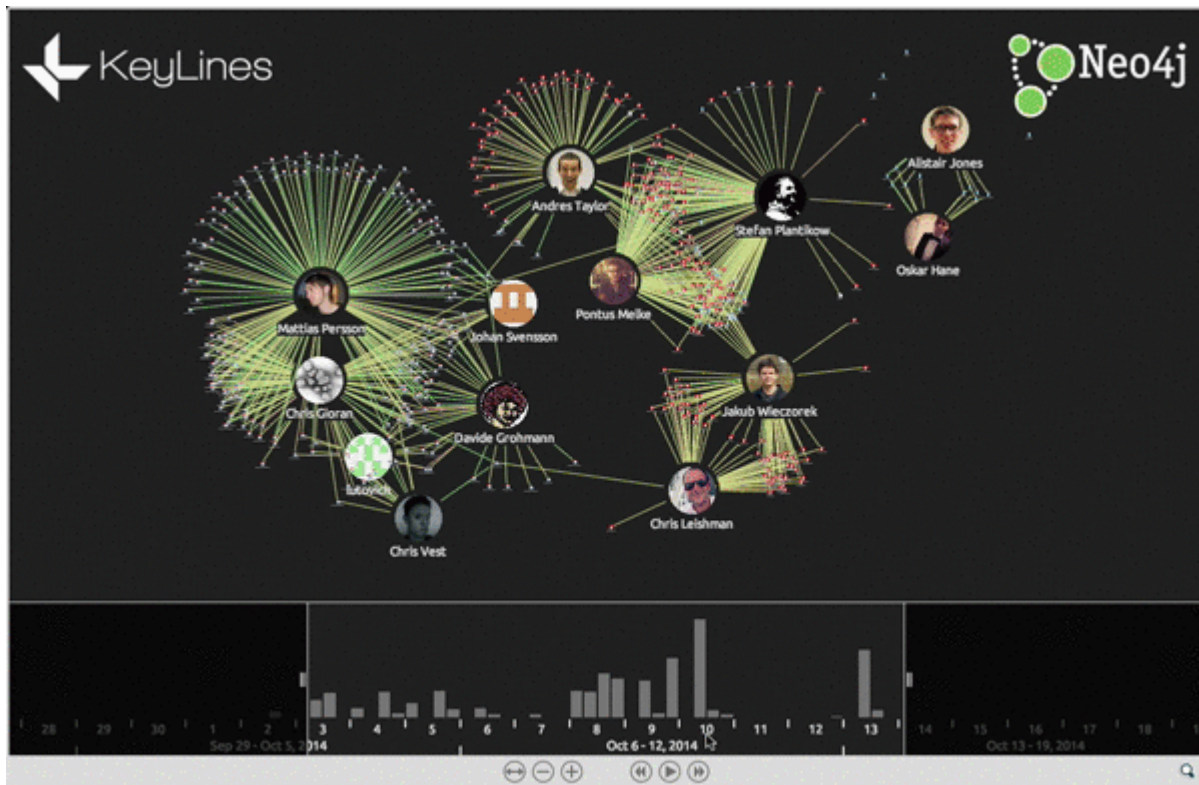 KeyLines
Neo4j
Alistair Jones
Andres Taylor
Stefan Plantikow
Oskar Hane
Pontus Melke
Mattias Persson
Johan Svensson
Chris Gioran
Jakub Wieczorek
Davide Grohmann
lutovich
Chris Leishman
Chris Vest
28 29 30 1 2 3 4 5 6 7 8 9 10 11 12 13 14 15 16 17 18
Sep 29 - Oct 5, 2014 Oct 6 - 12, 2014 Oct 13 - 19, 2014